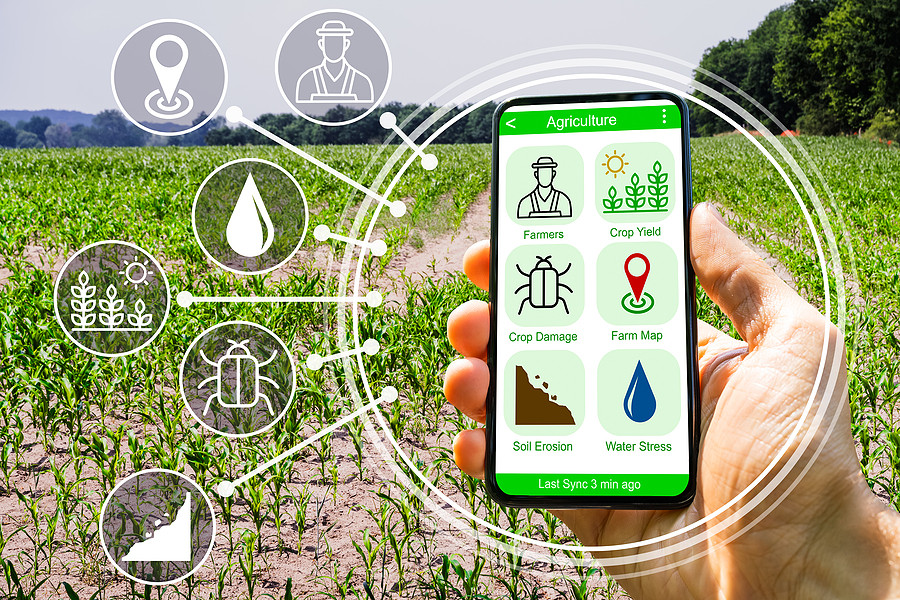 Agriculture
Farmers
Crop Yield
Crop Damage
Farm Map
Soil Erosion
Water Stress
Last Sync 3 min ago